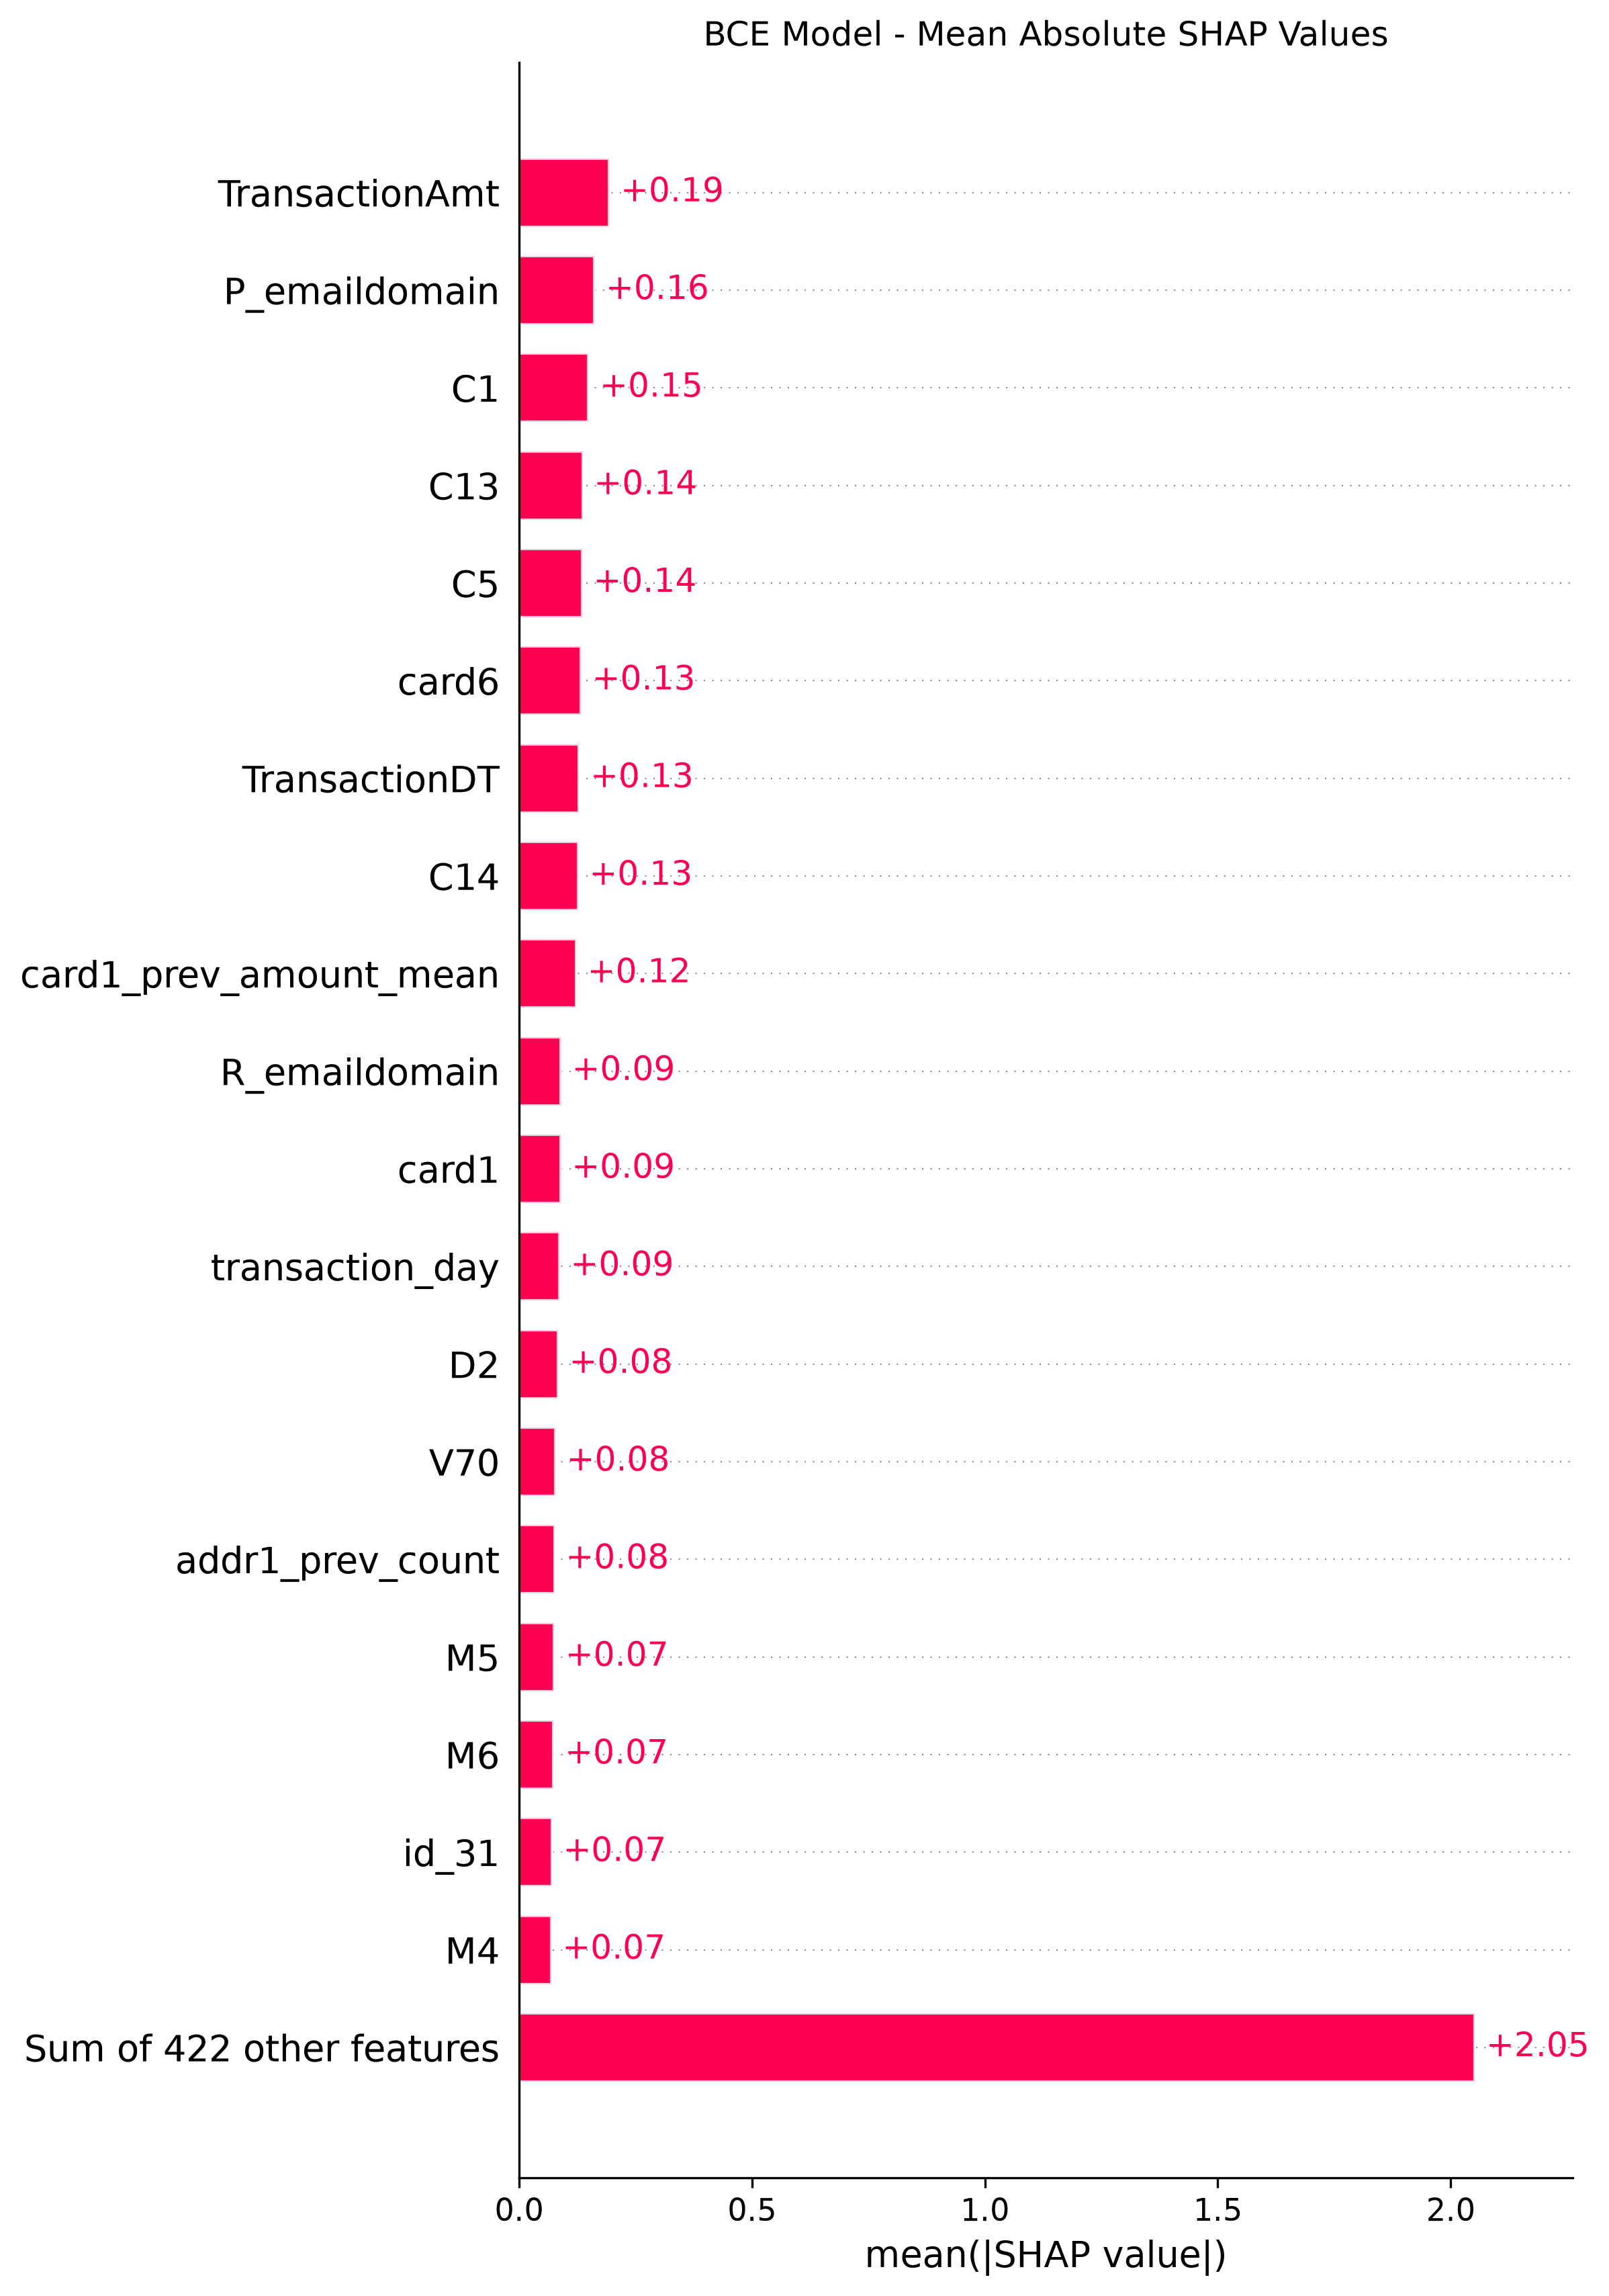 BCE Model - Mean Absolute SHAP Values
TransactionAmt +0.19
P_emaildomain +0.16
C1 +0.15
C13 +0.14
C5 +0.14
card6 +0.13
TransactionDT +0.13
C14 +0.13
card1_prev_amount_mean +0.12
R_emaildomain +0.09
card1 +0.09
transaction_day +0.09
D2 +0.08
V70 +0.08
addr1_prev_count +0.08
M5 +0.07
M6 +0.07
id_31 +0.07
M4 +0.07
Sum of 422 other features +2.05
0.0 0.5 1.0 1.5 2.0
mean(|SHAP value|)